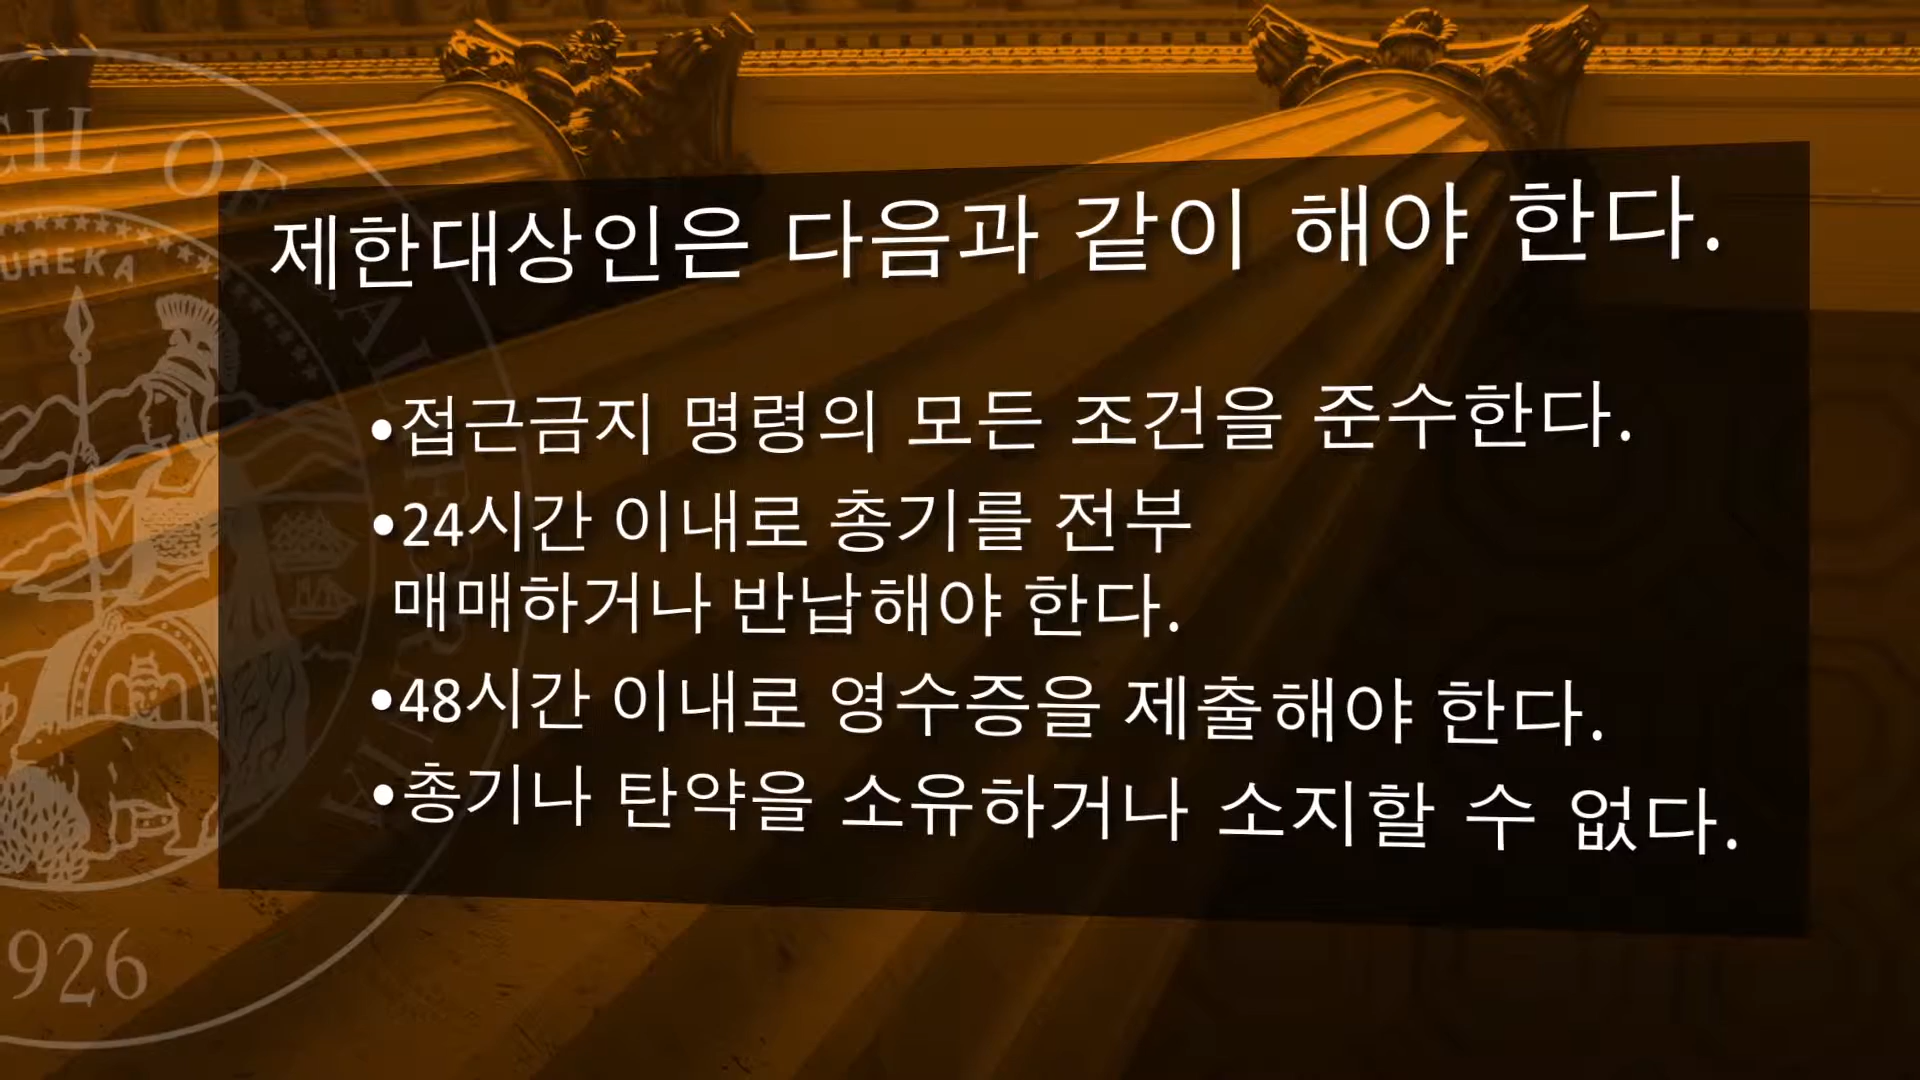 CIL OF CALIFORNIA
EUREKA
제한대상인은 다음과 같이 해야 한다.
•접근금지 명령의 모든 조건을 준수한다.
•24시간 이내로 총기를 전부
매매하거나 반납해야 한다.
•48시간 이내로 영수증을 제출해야 한다.
•총기나 탄약을 소유하거나 소지할 수 없다.
926